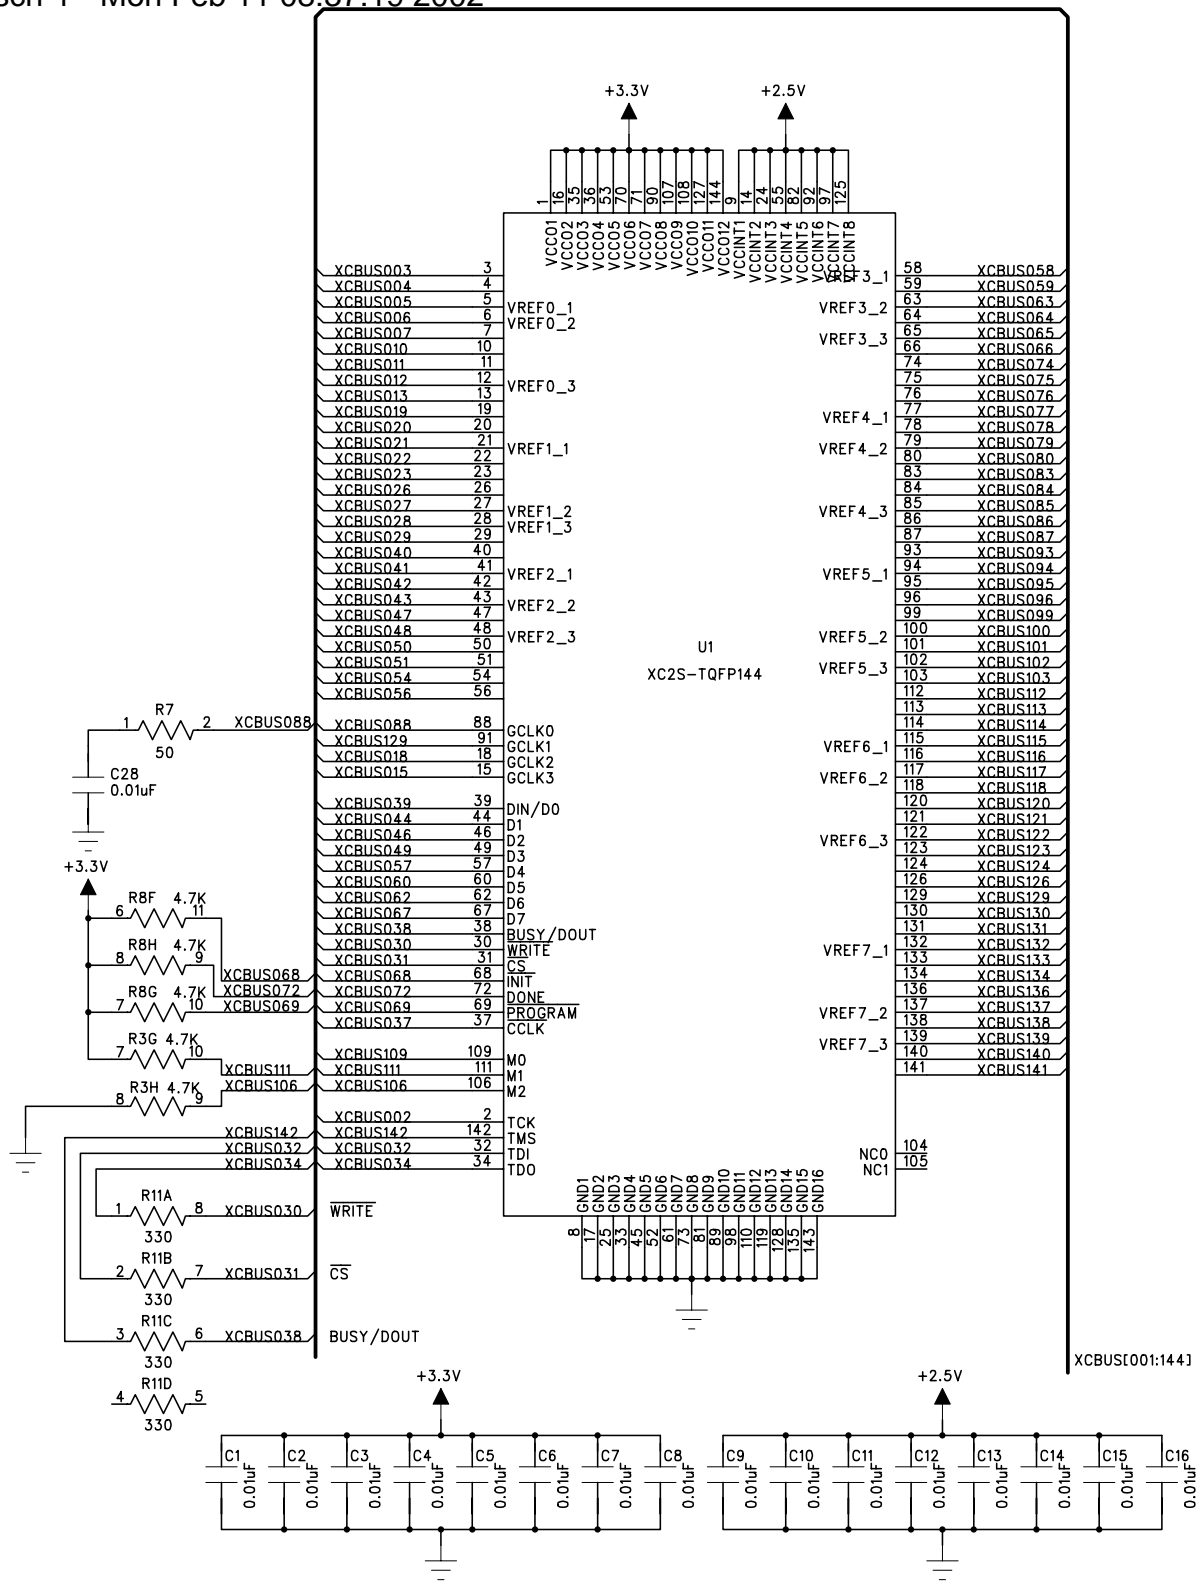 +3.3V
+2.5V
1
16
35
36
53
70
71
90
107
108
127
144
9
14
24
55
82
92
97
125
VCCO1
VCCO2
VCCO3
VCCO4
VCCO5
VCCO6
VCCO7
VCCO8
VCCO9
VCCO10
VCCO11
VCCO12
VCCINT1
VCCINT2
VCCINT3
VCCINT4
VCCINT5
VCCINT6
VCCINT7
VCCINT8
XCBUS003 3
XCBUS004 4
XCBUS005 5 VREF0_1
XCBUS006 6 VREF0_2
XCBUS007 7
XCBUS010 10
XCBUS011 11
XCBUS012 12 VREF0_3
XCBUS013 13
XCBUS019 19
XCBUS020 20
XCBUS021 21 VREF1_1
XCBUS022 22
XCBUS023 23
XCBUS026 26
XCBUS027 27 VREF1_2
XCBUS028 28 VREF1_3
XCBUS029 29
XCBUS040 40
XCBUS041 41 VREF2_1
XCBUS042 42
XCBUS043 43 VREF2_2
XCBUS047 47
XCBUS048 48 VREF2_3
XCBUS050 50
XCBUS051 51
XCBUS054 54
XCBUS056 56
XCBUS088 88 GCLK0
XCBUS129 91 GCLK1
XCBUS018 18 GCLK2
XCBUS015 15 GCLK3
XCBUS039 39 DIN/D0
XCBUS044 44 D1
XCBUS046 46 D2
XCBUS049 49 D3
XCBUS057 57 D4
XCBUS060 60 D5
XCBUS062 62 D6
XCBUS067 67 D7
XCBUS038 38 BUSY/DOUT
XCBUS030 30 WRITE
XCBUS031 31 CS
XCBUS068 68 INIT
XCBUS072 72 DONE
XCBUS069 69 PROGRAM
XCBUS037 37 CCLK
XCBUS109 109 M0
XCBUS111 111 M1
XCBUS106 106 M2
XCBUS002 2 TCK
XCBUS142 142 TMS
XCBUS032 32 TDI
XCBUS034 34 TDO
U1
XC2S-TQFP144
VREF3_1 58 XCBUS058
59 XCBUS059
VREF3_2 63 XCBUS063
64 XCBUS064
VREF3_3 65 XCBUS065
66 XCBUS066
74 XCBUS074
75 XCBUS075
76 XCBUS076
VREF4_1 77 XCBUS077
78 XCBUS078
VREF4_2 79 XCBUS079
80 XCBUS080
83 XCBUS083
84 XCBUS084
VREF4_3 85 XCBUS085
86 XCBUS086
87 XCBUS087
93 XCBUS093
VREF5_1 94 XCBUS094
95 XCBUS095
96 XCBUS096
99 XCBUS099
VREF5_2 100 XCBUS100
101 XCBUS101
VREF5_3 102 XCBUS102
103 XCBUS103
112 XCBUS112
113 XCBUS113
114 XCBUS114
VREF6_1 115 XCBUS115
116 XCBUS116
VREF6_2 117 XCBUS117
118 XCBUS118
120 XCBUS120
121 XCBUS121
VREF6_3 122 XCBUS122
123 XCBUS123
124 XCBUS124
126 XCBUS126
129 XCBUS129
130 XCBUS130
131 XCBUS131
VREF7_1 132 XCBUS132
133 XCBUS133
134 XCBUS134
136 XCBUS136
VREF7_2 137 XCBUS137
138 XCBUS138
VREF7_3 139 XCBUS139
140 XCBUS140
141 XCBUS141
NC0 104
NC1 105
R7
1 2 XCBUS088
50
C28
0.01uF
+3.3V
R8F 4.7K
6 11
R8H 4.7K
8 9
XCBUS068
XCBUS072
R8G 4.7K
7 10 XCBUS069
R3G 4.7K
7 10
XCBUS111
R3H 4.7K XCBUS106
8 9
XCBUS142
XCBUS032
XCBUS034
R11A
1 8 XCBUS030 WRITE
330
R11B
2 7 XCBUS031 CS
330
R11C
3 6 XCBUS038 BUSY/DOUT
330
R11D
4 5
330
GND1
GND2
GND3
GND4
GND5
GND6
GND7
GND8
GND9
GND10
GND11
GND12
GND13
GND14
GND15
GND16
8
17
25
33
45
52
61
73
81
89
98
110
119
128
135
143
XCBUS[001:144]
+3.3V
+2.5V
C1 0.01uF
C2 0.01uF
C3 0.01uF
C4 0.01uF
C5 0.01uF
C6 0.01uF
C7 0.01uF
C8 0.01uF
C9 0.01uF
C10 0.01uF
C11 0.01uF
C12 0.01uF
C13 0.01uF
C14 0.01uF
C15 0.01uF
C16 0.01uF